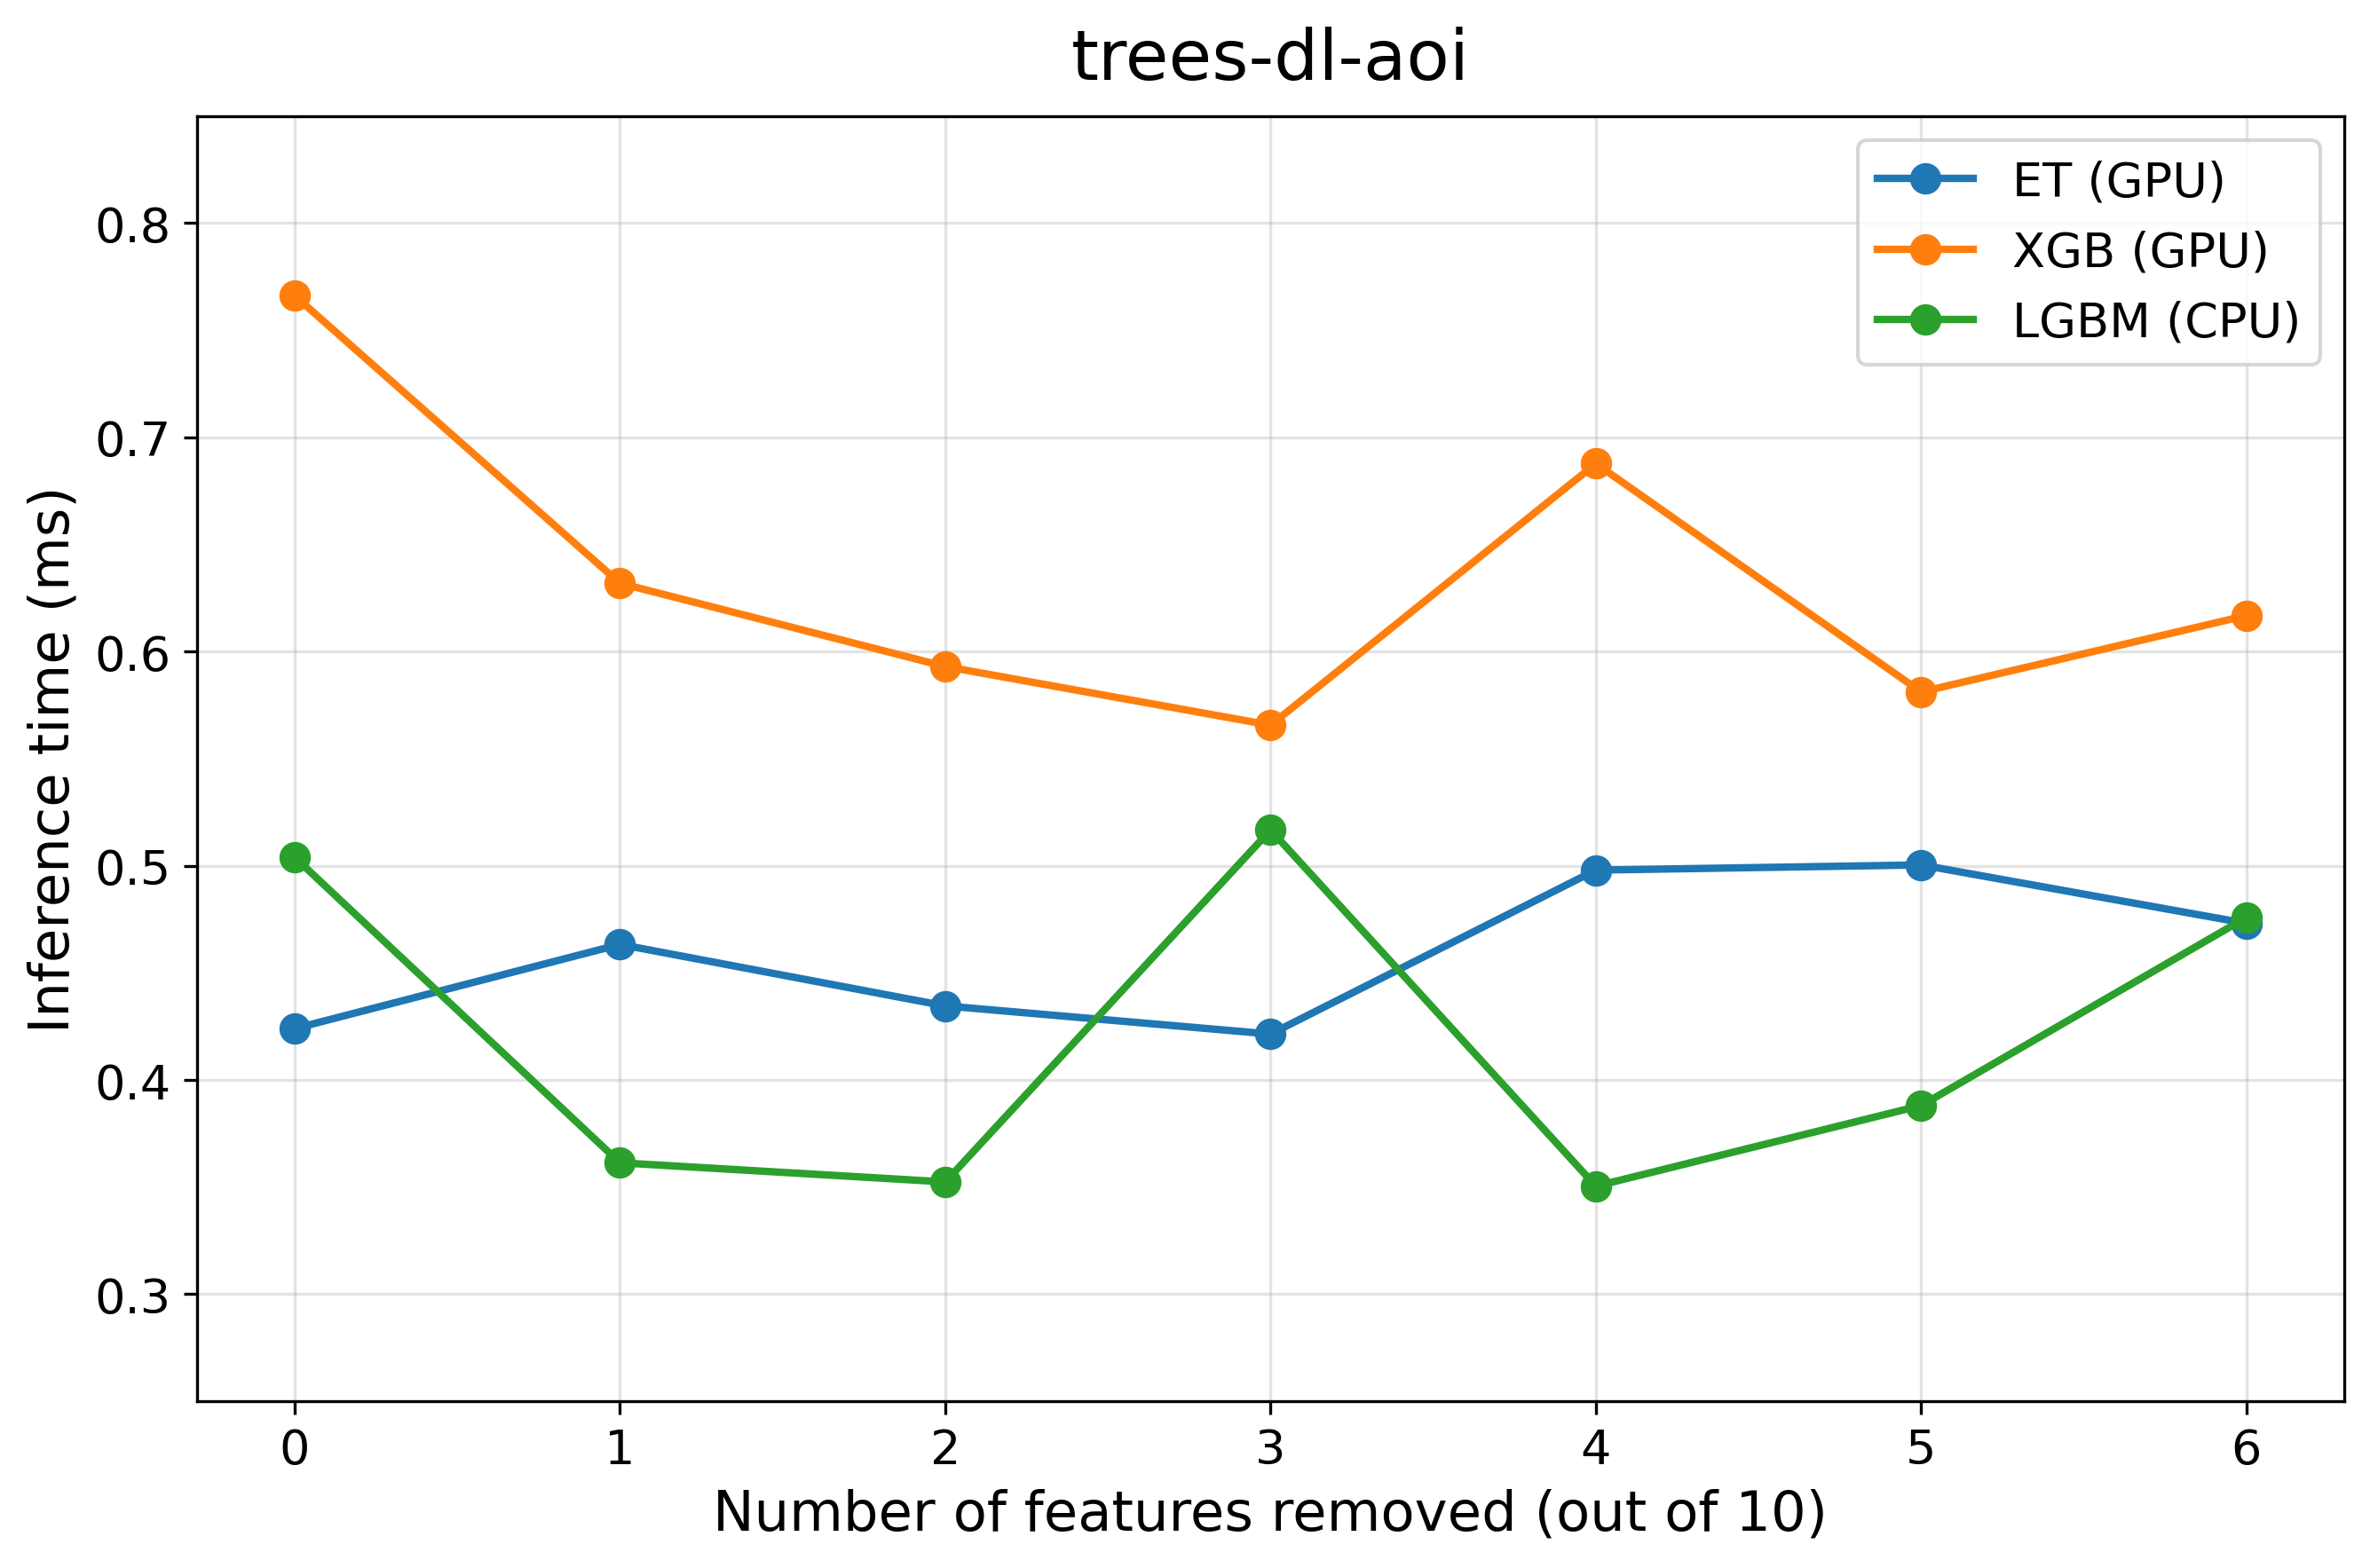 trees-dl-aoi
ET (GPU)
XGB (GPU)
LGBM (CPU)
Inference time (ms)
0.8
0.7
0.6
0.5
0.4
0.3
0 1 2 3 4 5 6
Number of features removed (out of 10)